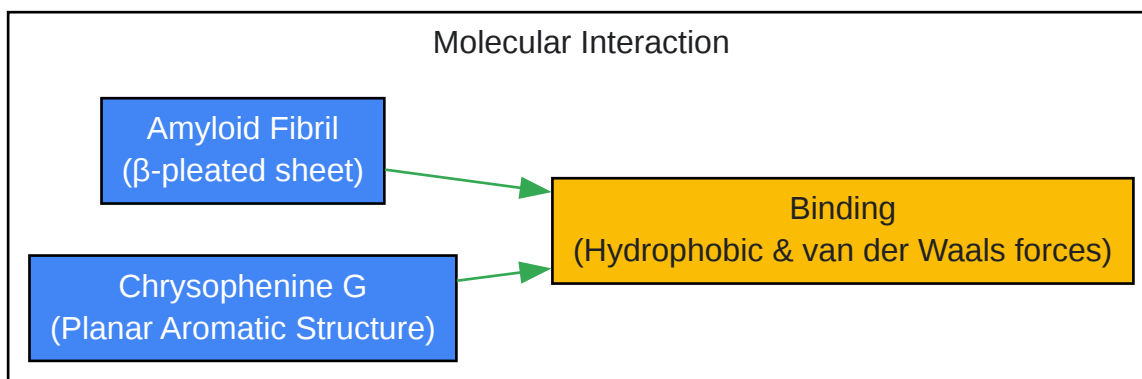 Molecular Interaction
Amyloid Fibril
(β-pleated sheet)
Binding
(Hydrophobic & van der Waals forces)
Chrysophenine G
(Planar Aromatic Structure)